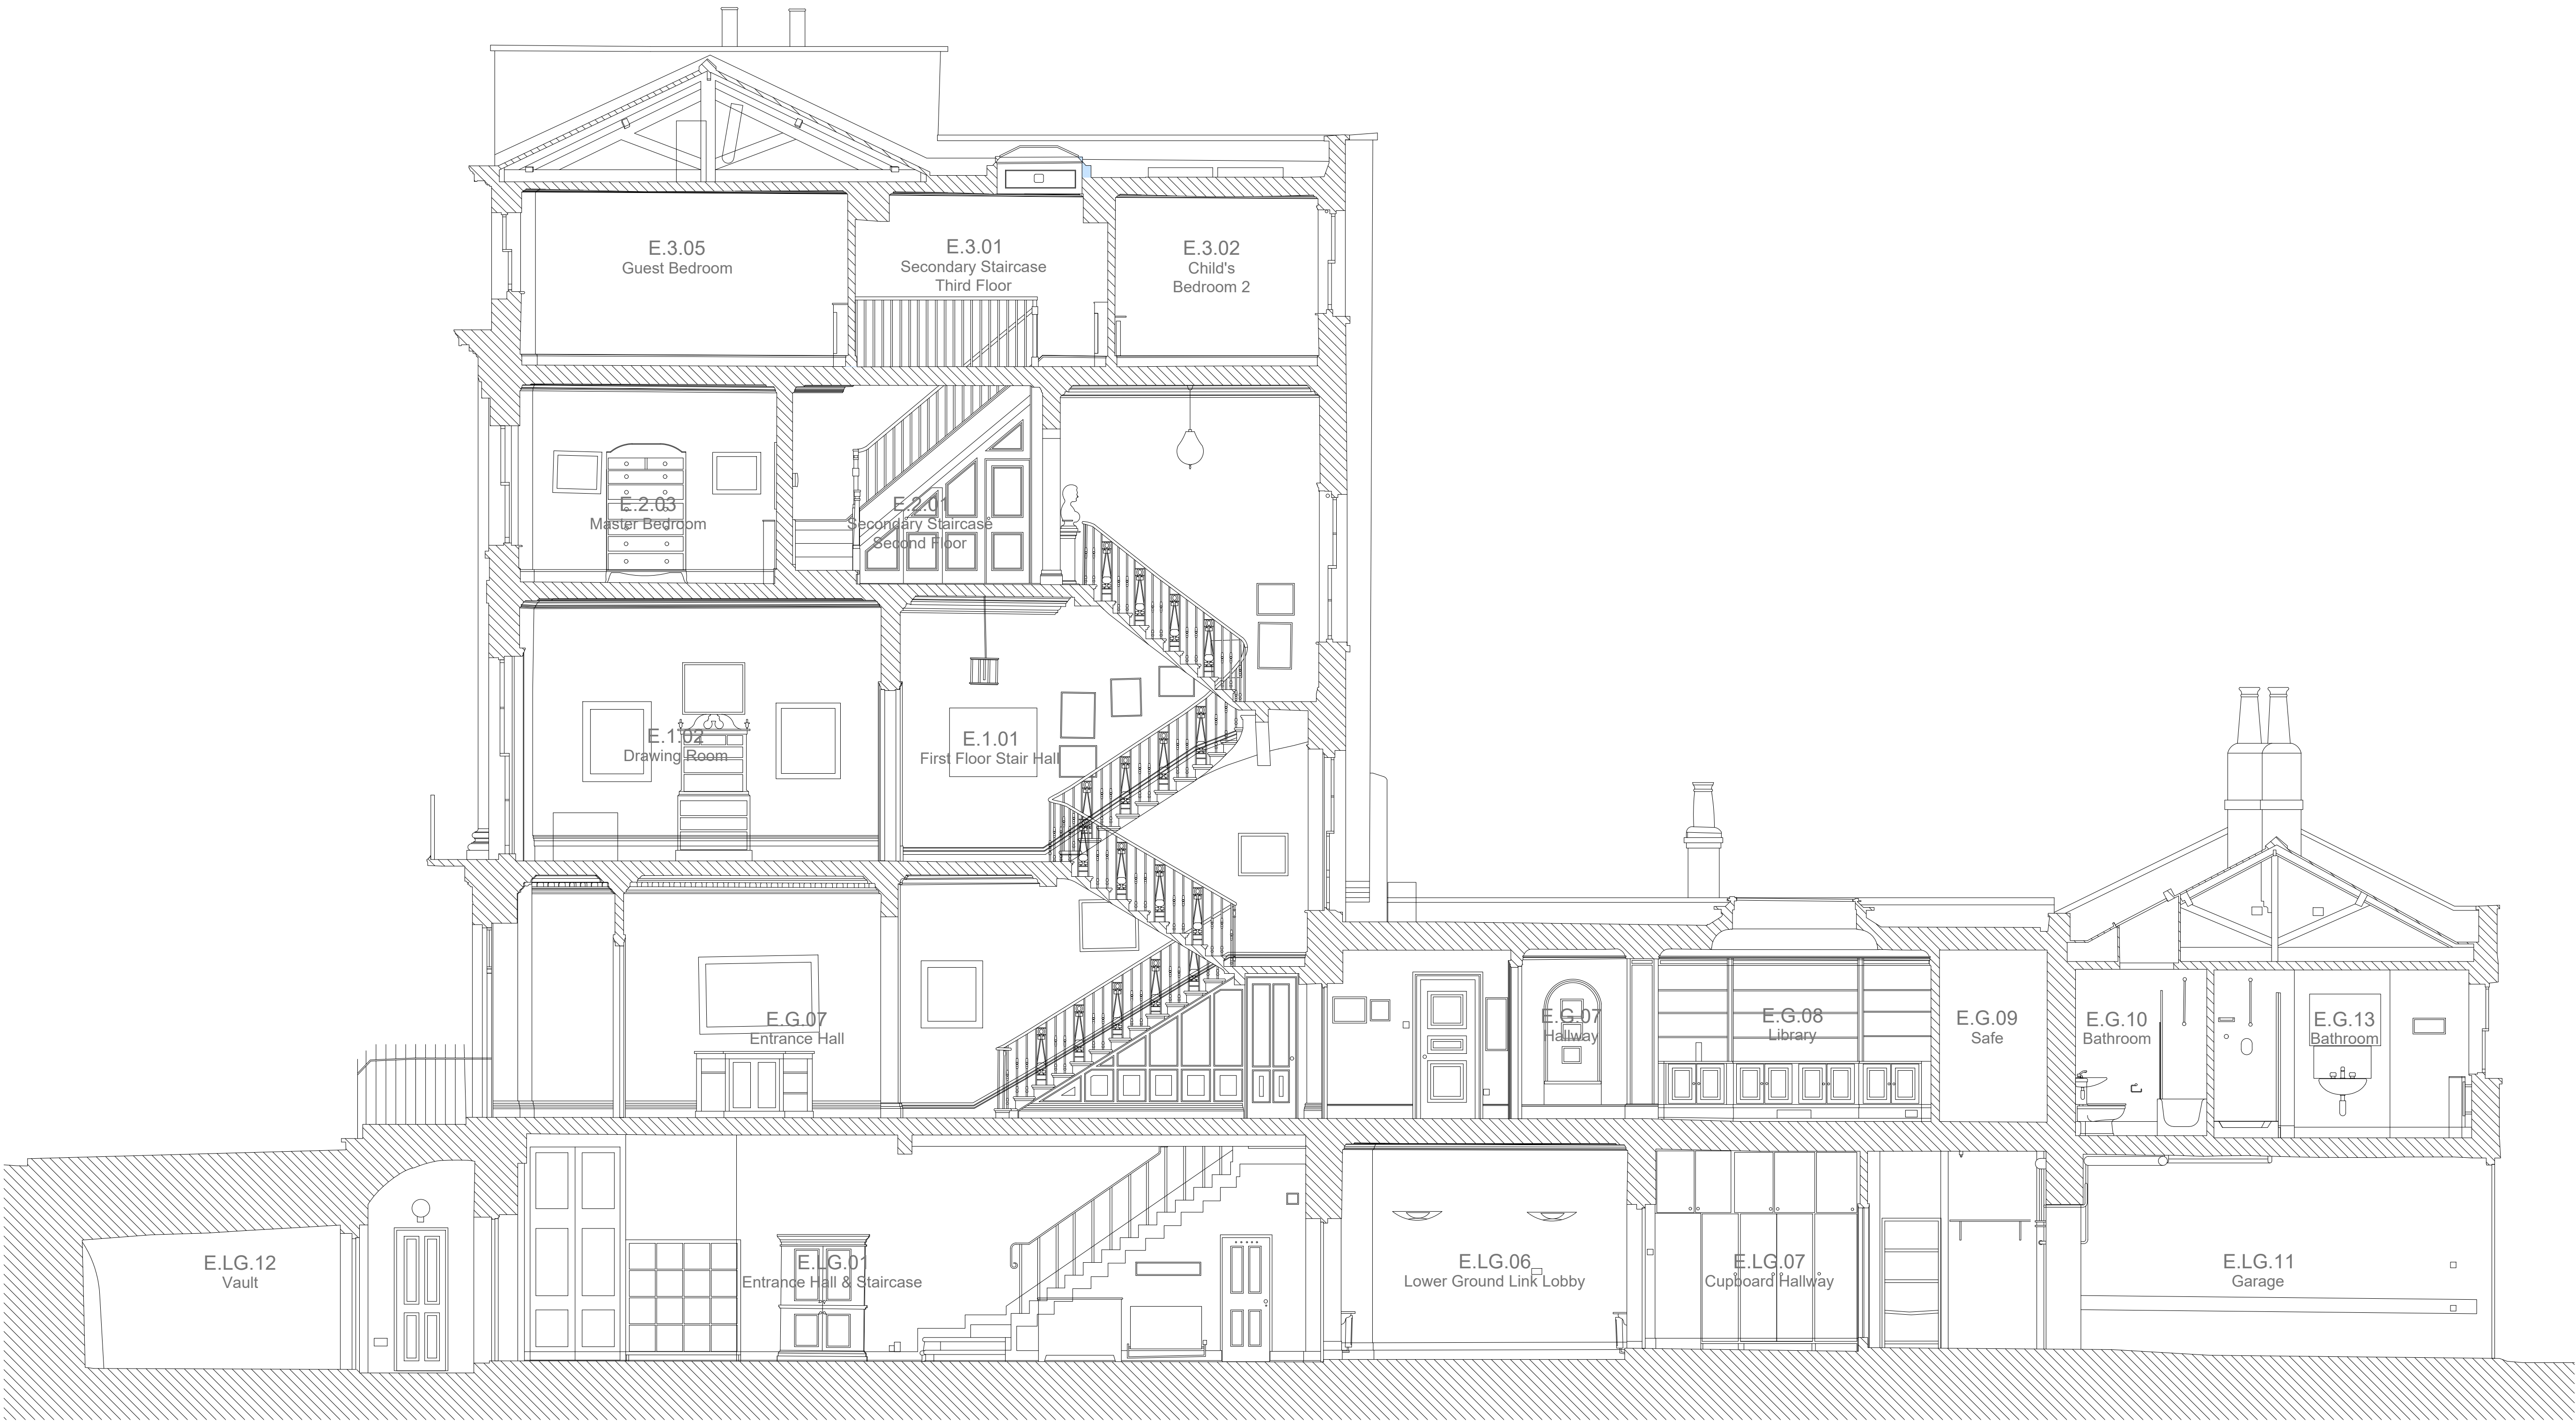 E.3.05
Guest Bedroom
E.3.01
Secondary Staircase
Third Floor
E.3.02
Child's
Bedroom 2
E.2.03
Master Bedroom
E.2.01
Secondary Staircase
Second Floor
E.1.02
Drawing Room
E.1.01
First Floor Stair Hall
E.G.07
Entrance Hall
E.G.07
Hallway
E.G.08
Library
E.G.09
Safe
E.G.10
Bathroom
E.G.13
Bathroom
E.LG.12
Vault
E.LG.01
Entrance Hall & Staircase
E.LG.06
Lower Ground Link Lobby
E.LG.07
Cupboard Hallway
E.LG.11
Garage